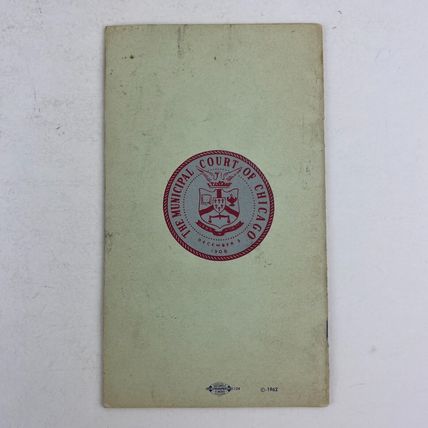 THE MUNICIPAL COURT OF CHICAGO
DECEMBER 3
1906
© 1962